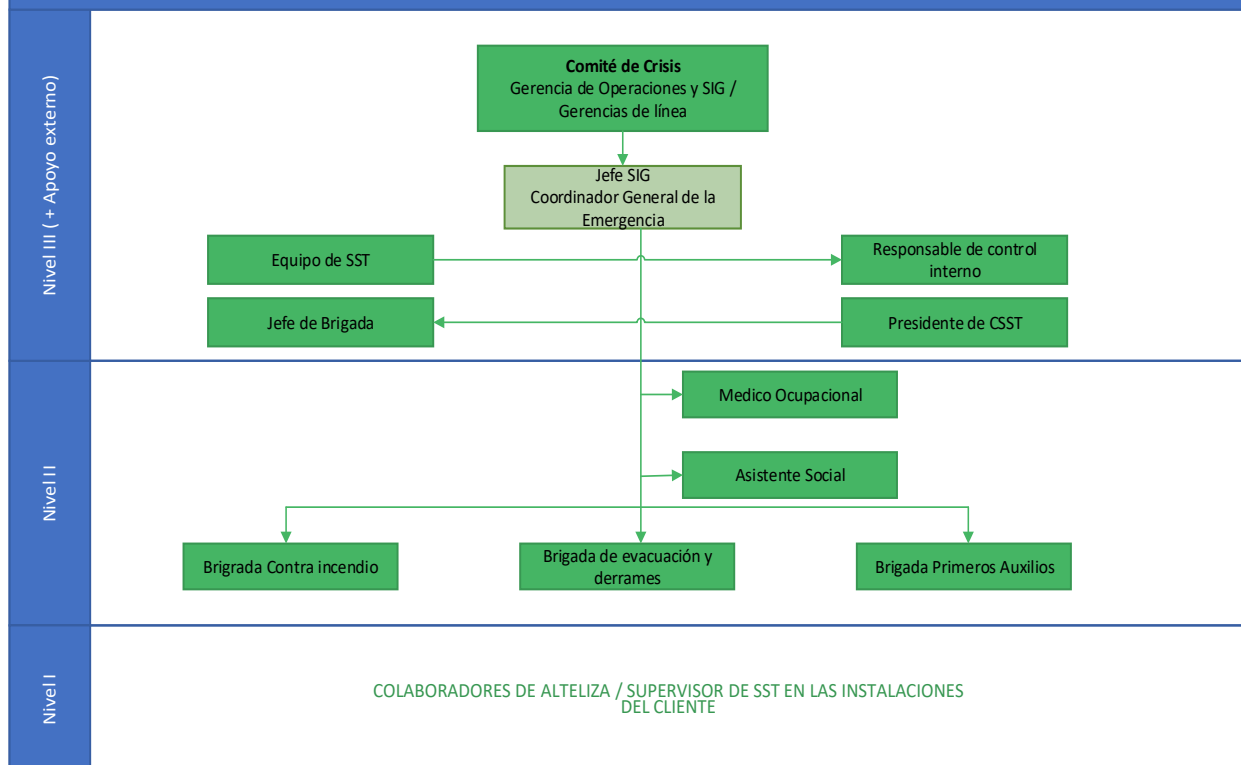 Nivel III ( + Apoyo externo)
Comité de Crisis
Gerencia de Operaciones y SIG /
Gerencias de línea
Jefe SIG
Coordinador General de la
Emergencia
Equipo de SST
Responsable de control
interno
Jefe de Brigada
Presidente de CSST
Nivel II
Medico Ocupacional
Asistente Social
Brigrada Contra incendio
Brigada de evacuación y
derrames
Brigada Primeros Auxilios
Nivel I
COLABORADORES DE ALTELIZA / SUPERVISOR DE SST EN LAS INSTALACIONES
DEL CLIENTE